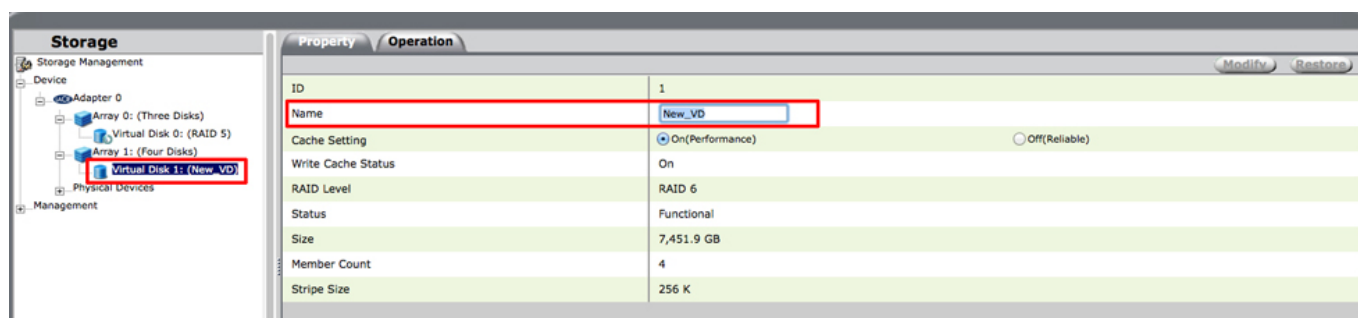 Storage
Property
Operation
Storage Management
Device
Adapter 0
Array 0: (Three Disks)
Virtual Disk 0: (RAID 5)
Array 1: (Four Disks)
Virtual Disk 1: (New_VD)
Physical Devices
Management
Modify
Restore
ID 1
Name New_VD
Cache Setting On(Performance) Off(Reliable)
Write Cache Status On
RAID Level RAID 6
Status Functional
Size 7,451.9 GB
Member Count 4
Stripe Size 256 K